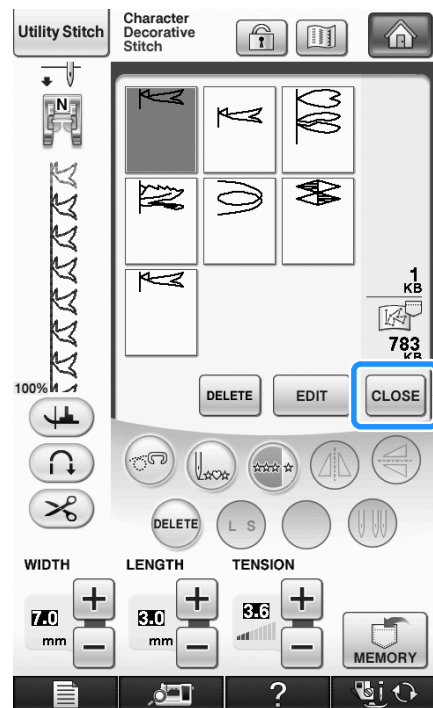 Utility Stitch
Character
Decorative
Stitch
N
1
KB
783
KB
100%
DELETE
EDIT
CLOSE
DELETE
L S
WIDTH
LENGTH
TENSION
7.0
mm
3.0
mm
3.6
MEMORY
?